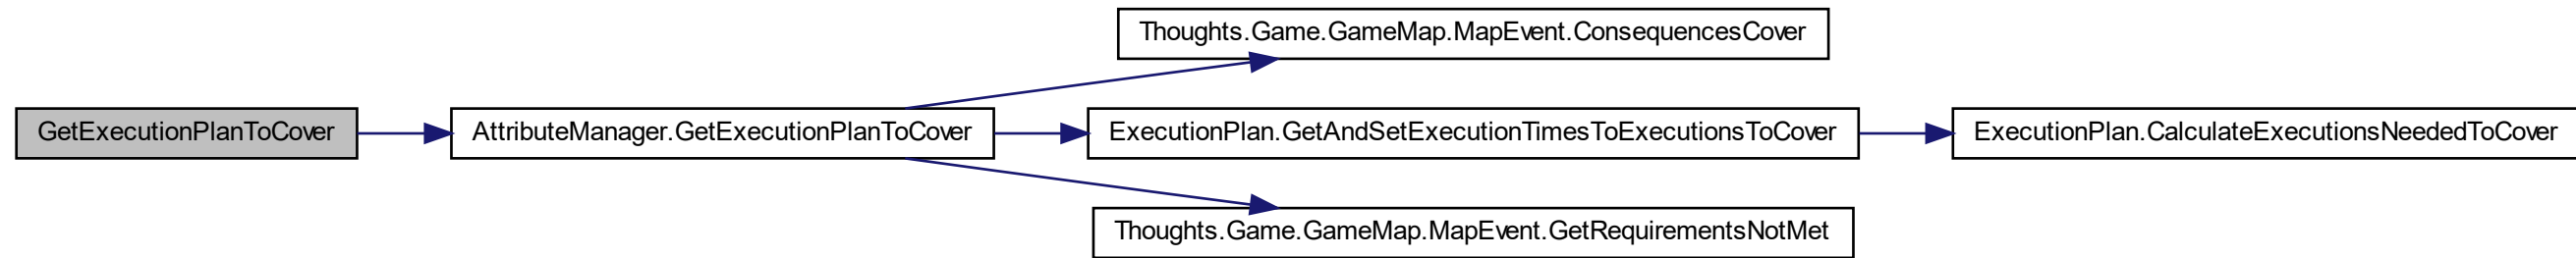 GetExecutionPlanToCover
AttributeManager.GetExecutionPlanToCover
Thoughts.Game.GameMap.MapEvent.ConsequencesCover
ExecutionPlan.GetAndSetExecutionTimesToExecutionsToCover
ExecutionPlan.CalculateExecutionsNeededToCover
Thoughts.Game.GameMap.MapEvent.GetRequirementsNotMet